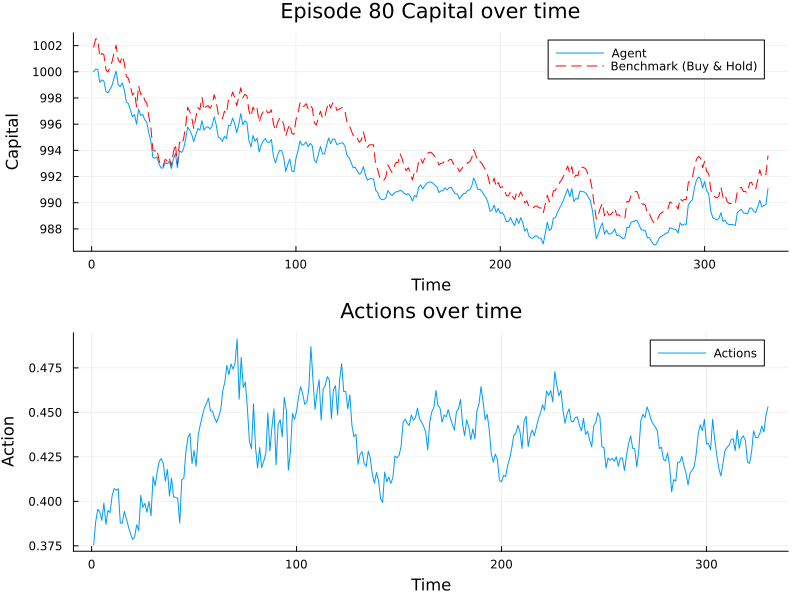 Episode 80 Capital over time
Capital
1002
1000
998
996
994
992
990
988
Agent
Benchmark (Buy & Hold)
0
100
200
300
Time
Actions over time
Action
0.475
0.450
0.425
0.400
0.375
Actions
0
100
200
300
Time